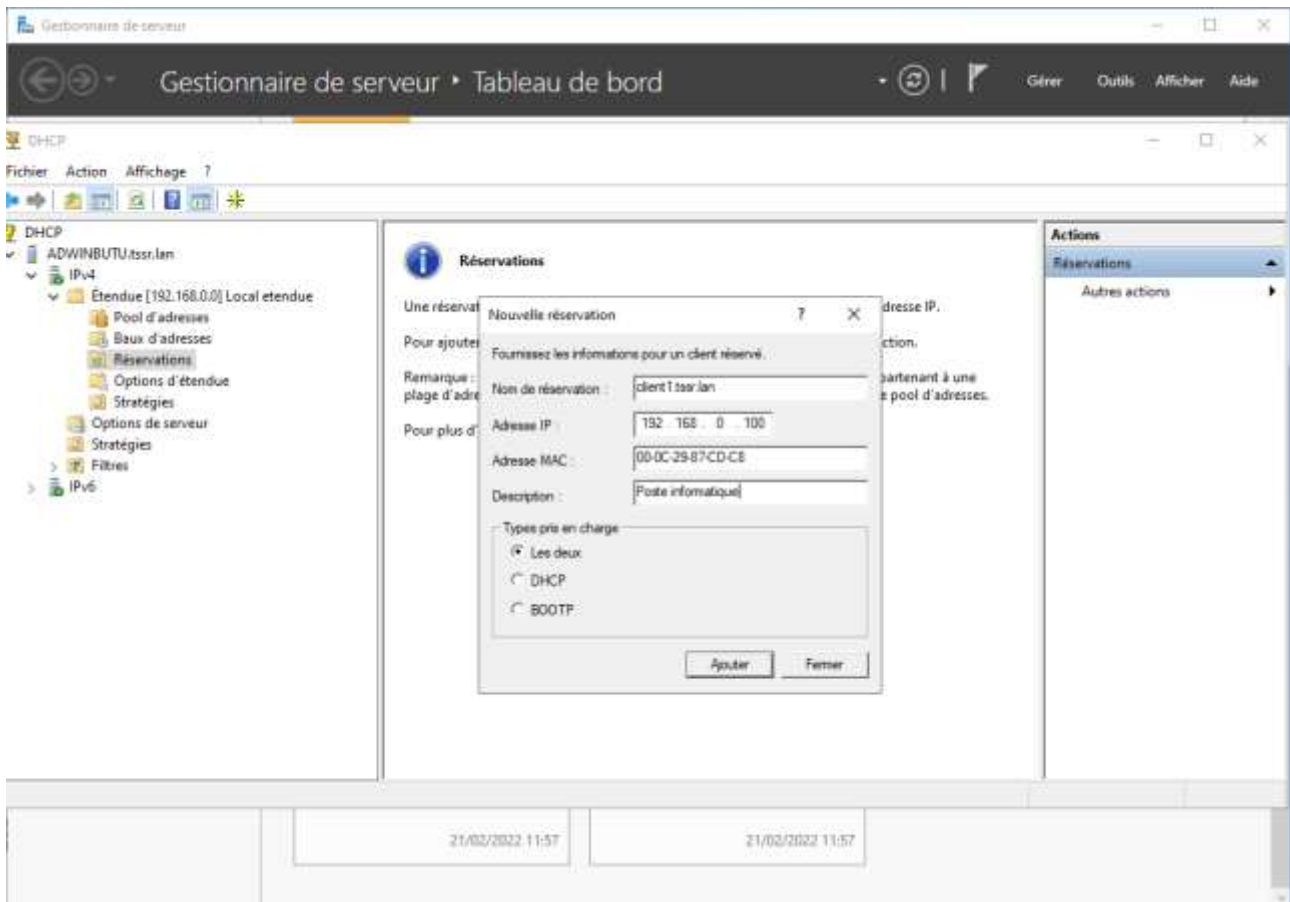 Gestionnaire de serveur
Gestionnaire de serveur ‣ Tableau de bord
Gérer Outils Afficher Aide
DHCP
Fichier Action Affichage ?
DHCP
ADWINBUTU.tssr.lan
IPv4
Étendue [192.168.0.0] Local etendue
Pool d'adresses
Baux d'adresses
Réservations
Options d'étendue
Stratégies
Options de serveur
Stratégies
Filtres
IPv6
Réservations
Une réservat
dresse IP.
Pour ajouter
ction.
Remarque :
partenant à une
plage d'adre
e pool d'adresses.
Pour plus d'
Nouvelle réservation ? ×
Fournissez les informations pour un client réservé.
Nom de réservation : client1.tssr.lan
Adresse IP : 192 . 168 . 0 . 100
Adresse MAC : 00-0C-29-87-CD-C8
Description : Poste informatique
Types pris en charge
Les deux
DHCP
BOOTP
Ajouter Fermer
Actions
Réservations
Autres actions
21/02/2022 11:57 21/02/2022 11:57